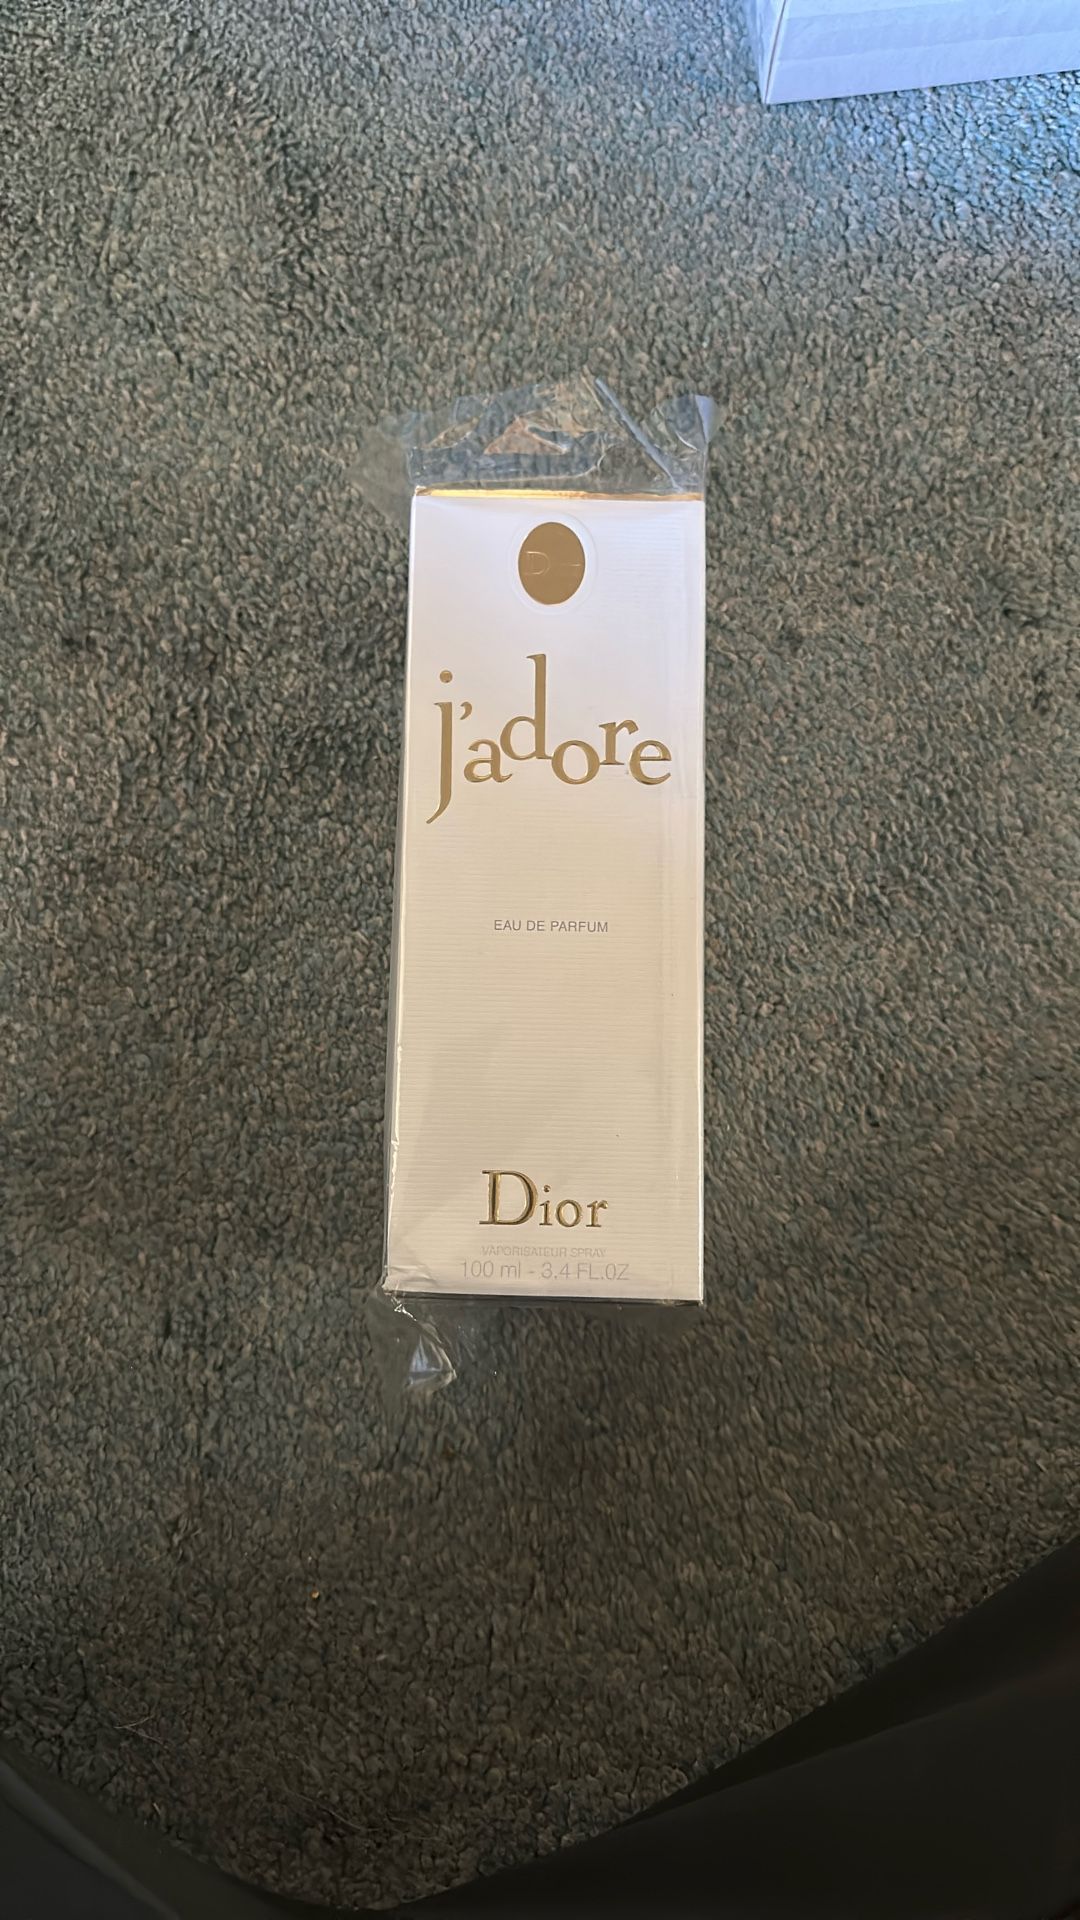 j'adore
EAU DE PARFUM
Dior
VAPORISATEUR SPRAY
100 ml - 3.4 FL.OZ